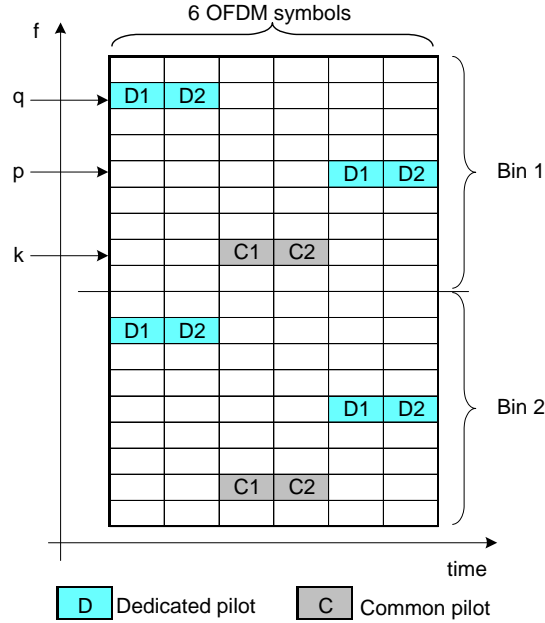 6 OFDM symbols
f
q D1 D2
p D1 D2 Bin 1
k C1 C2
D1 D2
D1 D2 Bin 2
C1 C2
time
D Dedicated pilot C Common pilot